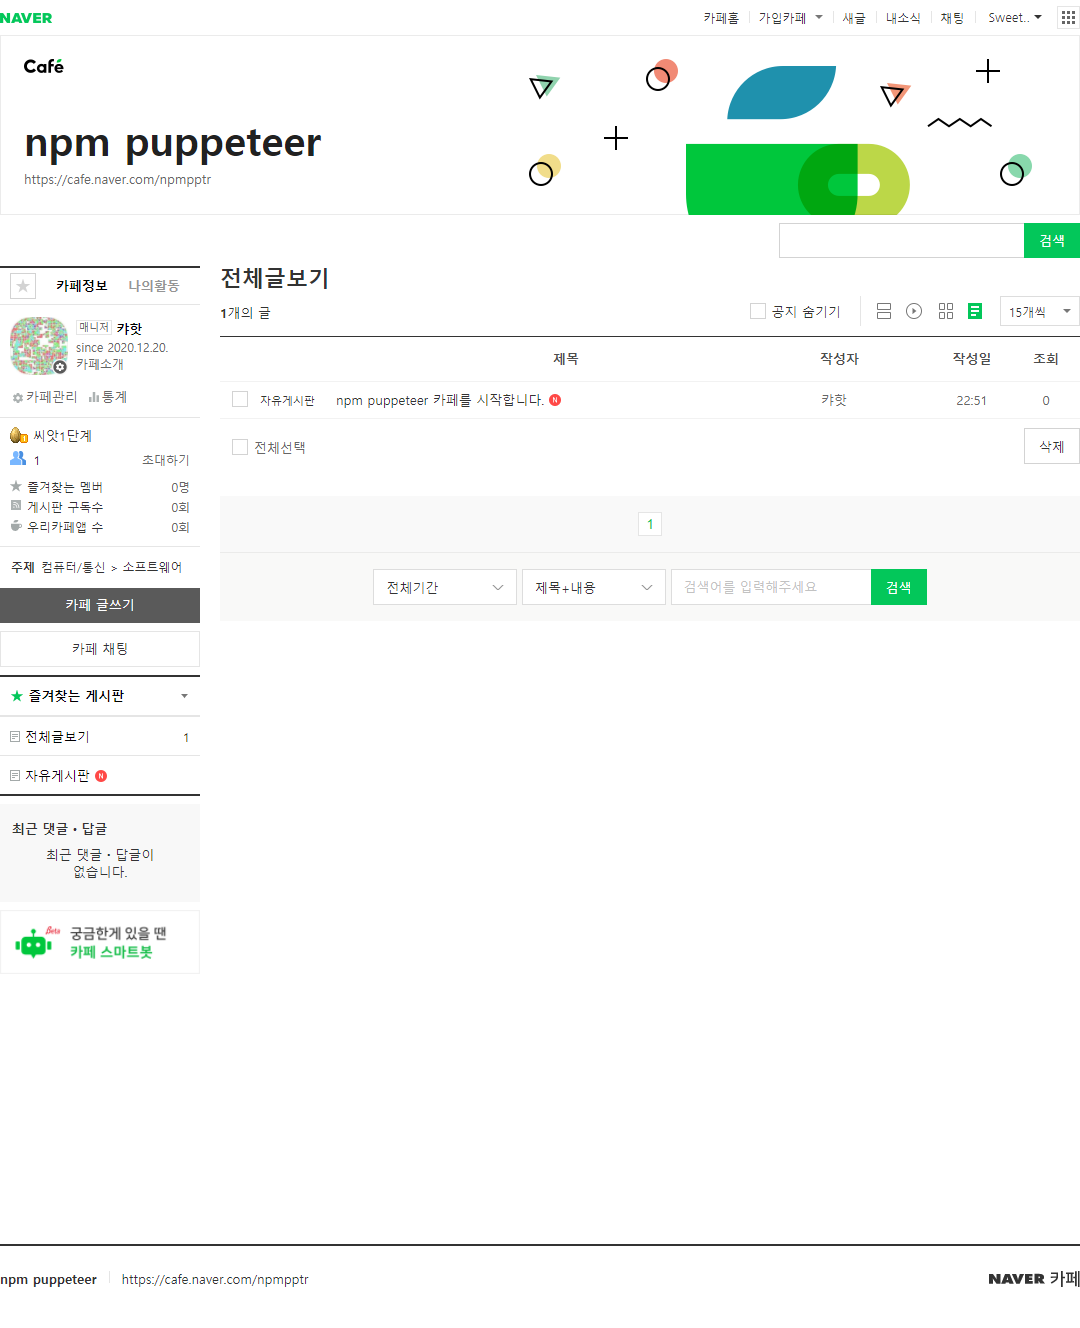 NAVER
카페홈 가입카페 새글 내소식 채팅 Sweet..
Café
npm puppeteer
https://cafe.naver.com/npmpptr
검색
카페정보 나의활동
매니저 캬핫
since 2020.12.20.
카페소개
카페관리 통계
씨앗1단계
1 초대하기
즐겨찾는 멤버 0명
게시판 구독수 0회
우리카페앱 수 0회
주제 컴퓨터/통신 > 소프트웨어
카페 글쓰기
카페 채팅
즐겨찾는 게시판
전체글보기 1
자유게시판 N
최근 댓글・답글
최근 댓글・답글이
없습니다.
Beta
궁금한게 있을 땐
카페 스마트봇
전체글보기
1개의 글
공지 숨기기 15개씩
제목 작성자 작성일 조회
자유게시판 npm puppeteer 카페를 시작합니다. N 캬핫 22:51 0
전체선택 삭제
1
전체기간 제목+내용 검색어를 입력해주세요 검색
npm puppeteer https://cafe.naver.com/npmpptr
NAVER 카페